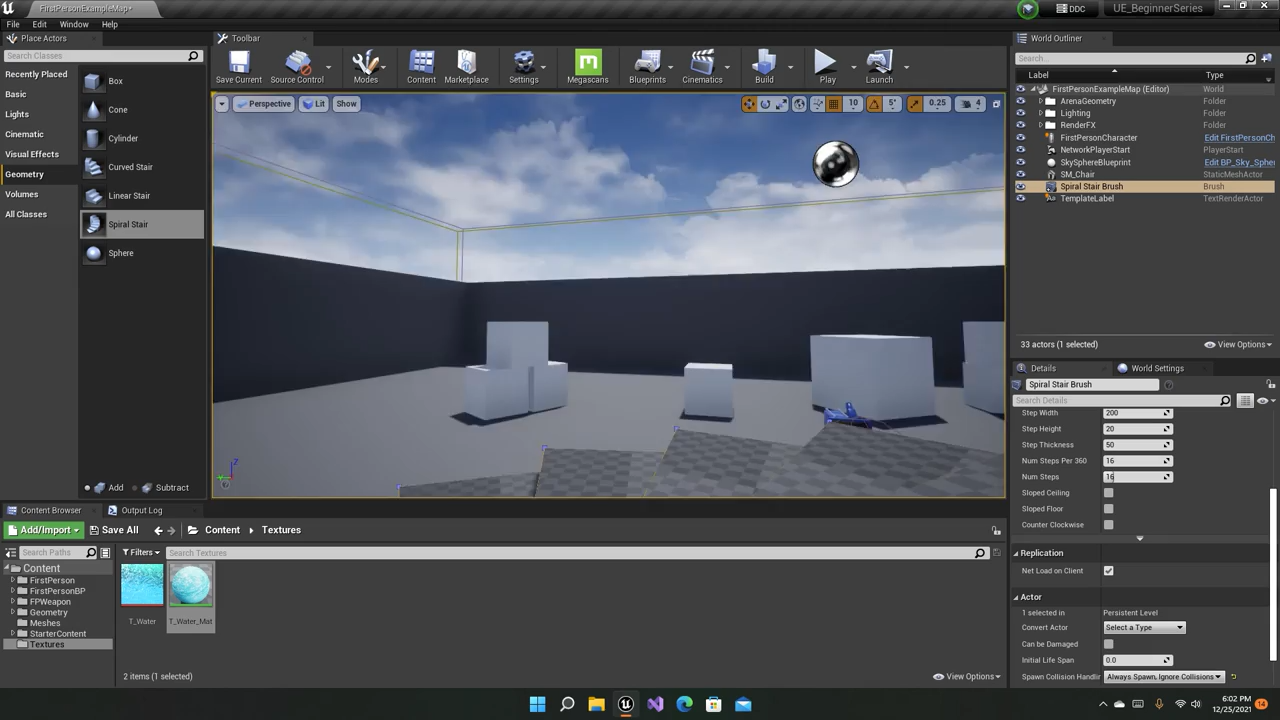 FirstPersonExampleMap*
DDC
UE_BeginnerSeries
File Edit Window Help
Place Actors
Search Classes
Recently Placed
Basic
Lights
Cinematic
Visual Effects
Geometry
Volumes
All Classes
Box
Cone
Cylinder
Curved Stair
Linear Stair
Spiral Stair
Sphere
Add Subtract
Toolbar
Save Current Source Control Modes Content Marketplace Settings Megascans Blueprints Cinematics Build Play Launch
Perspective Lit Show
10 5° 0.25 4
World Outliner
Search...
Label Type
FirstPersonExampleMap (Editor) World
ArenaGeometry Folder
Lighting Folder
RenderFX Folder
FirstPersonCharacter Edit FirstPersonCh
NetworkPlayerStart PlayerStart
SkySphereBlueprint Edit BP_Sky_Sphe
SM_Chair StaticMeshActor
Spiral Stair Brush Brush
TemplateLabel TextRenderActor
33 actors (1 selected) View Options
Details World Settings
Spiral Stair Brush
Search Details
Step Width 200
Step Height 20
Step Thickness 50
Num Steps Per 360 16
Num Steps 16
Sloped Ceiling
Sloped Floor
Counter Clockwise
Replication
Net Load on Client
Actor
1 selected in Persistent Level
Convert Actor Select a Type
Can be Damaged
Initial Life Span 0.0
Spawn Collision Handlir Always Spawn, Ignore Collisions
Z
Content Browser Output Log
Add/Import Save All Content Textures
Search Paths Filters Search Textures
Content
FirstPerson
FirstPersonBP
FPWeapon
Geometry
Meshes
StarterContent
Textures
T_Water T_Water_Mat
2 items (1 selected) View Options
6:02 PM
12/25/2021